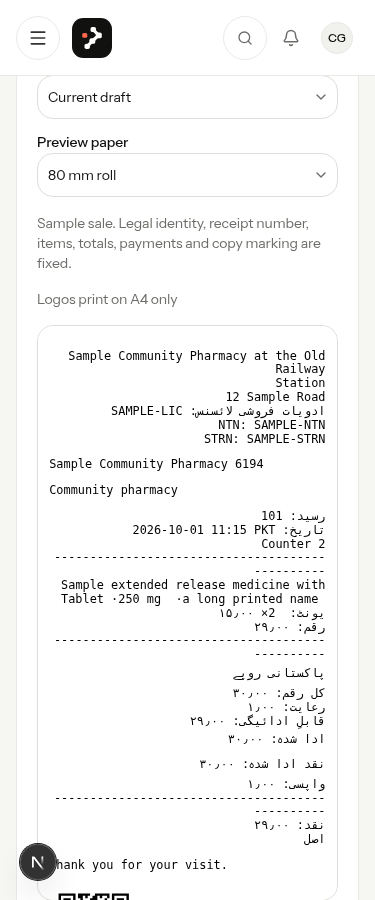 CG
Current draft
Preview paper
80 mm roll
Sample sale. Legal identity, receipt number,
items, totals, payments and copy marking are
fixed.
Logos print on A4 only
Sample Community Pharmacy at the Old
Railway
Station
12 Sample Road
ادویات فروشی لائسنس: SAMPLE-LIC
NTN: SAMPLE-NTN
STRN: SAMPLE-STRN
Sample Community Pharmacy 6194
Community pharmacy
رسید: 101
تاریخ: 2026-10-01 11:15 PKT
Counter 2
--------------------------------------
----------
Sample extended release medicine with
Tablet ·250 mg ·a long printed name
یونٹ: 2× ۱۵٫۰۰
رقم: ۲۹٫۰۰
--------------------------------------
----------
پاکستانی روپے
کل رقم: ۳۰٫۰۰
رعایت: ۱٫۰۰
قابلِ ادائیگی: ۲۹٫۰۰
ادا شدہ: ۳۰٫۰۰
نقد ادا شدہ: ۳۰٫۰۰
واپسی: ۱٫۰۰
--------------------------------------
----------
نقد: ۲۹٫۰۰
اصل
hank you for your visit.
N